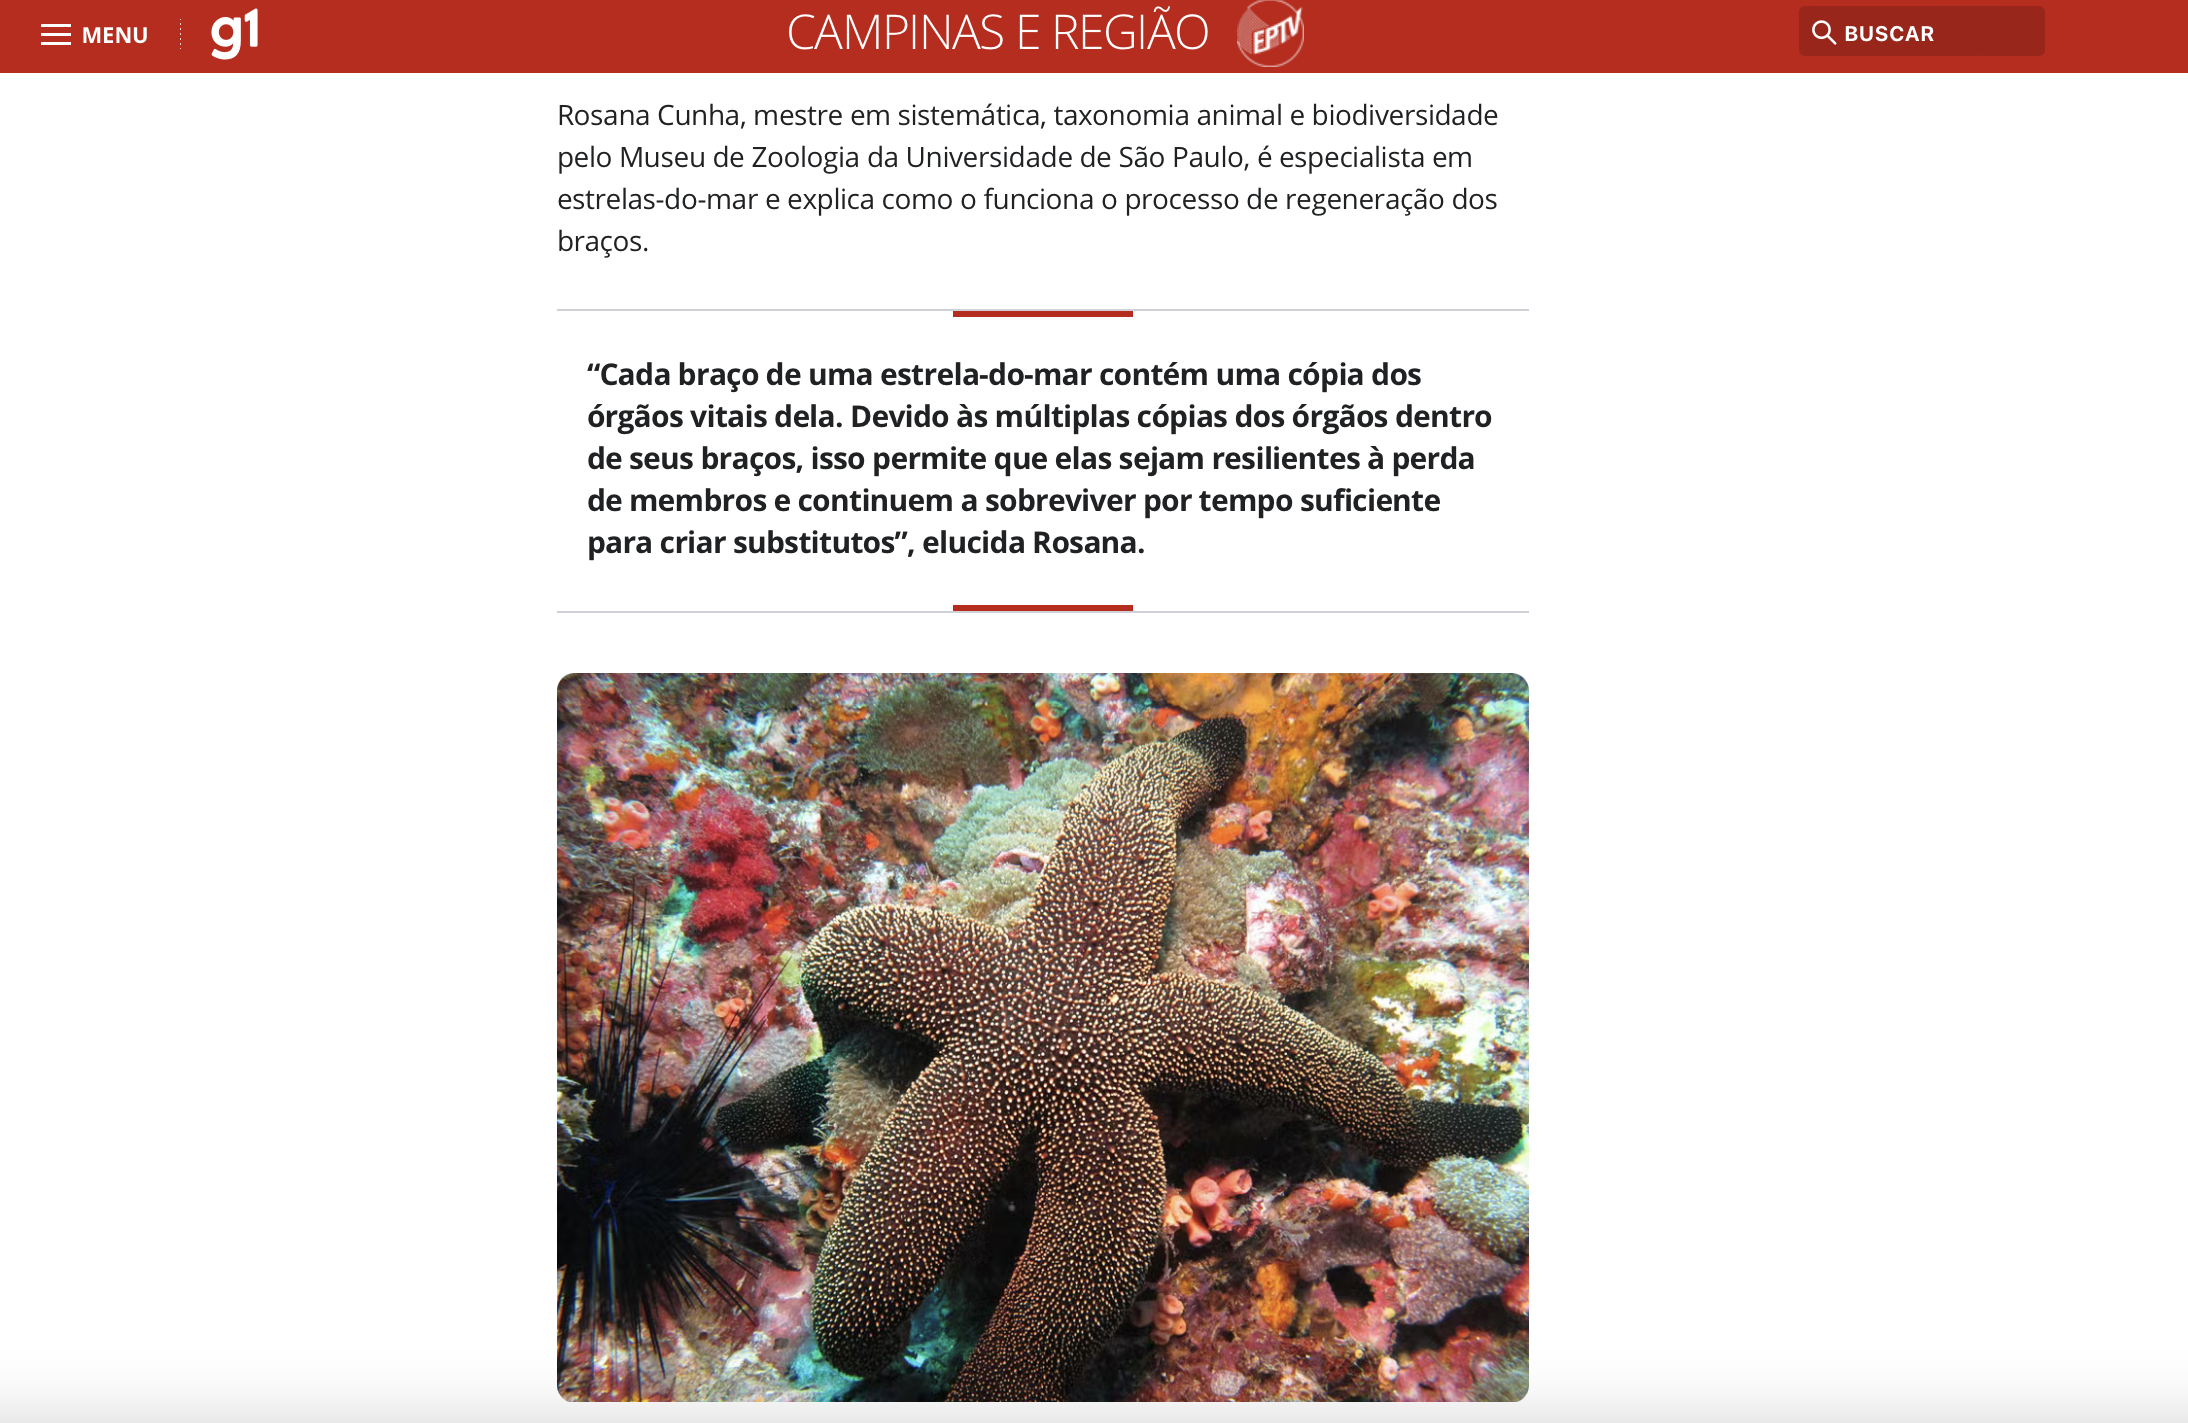 MENU
g1
CAMPINAS E REGIÃO
EPTV
BUSCAR
Rosana Cunha, mestre em sistemática, taxonomia animal e biodiversidade
pelo Museu de Zoologia da Universidade de São Paulo, é especialista em
estrelas-do-mar e explica como o funciona o processo de regeneração dos
braços.
“Cada braço de uma estrela-do-mar contém uma cópia dos
órgãos vitais dela. Devido às múltiplas cópias dos órgãos dentro
de seus braços, isso permite que elas sejam resilientes à perda
de membros e continuem a sobreviver por tempo suficiente
para criar substitutos”, elucida Rosana.